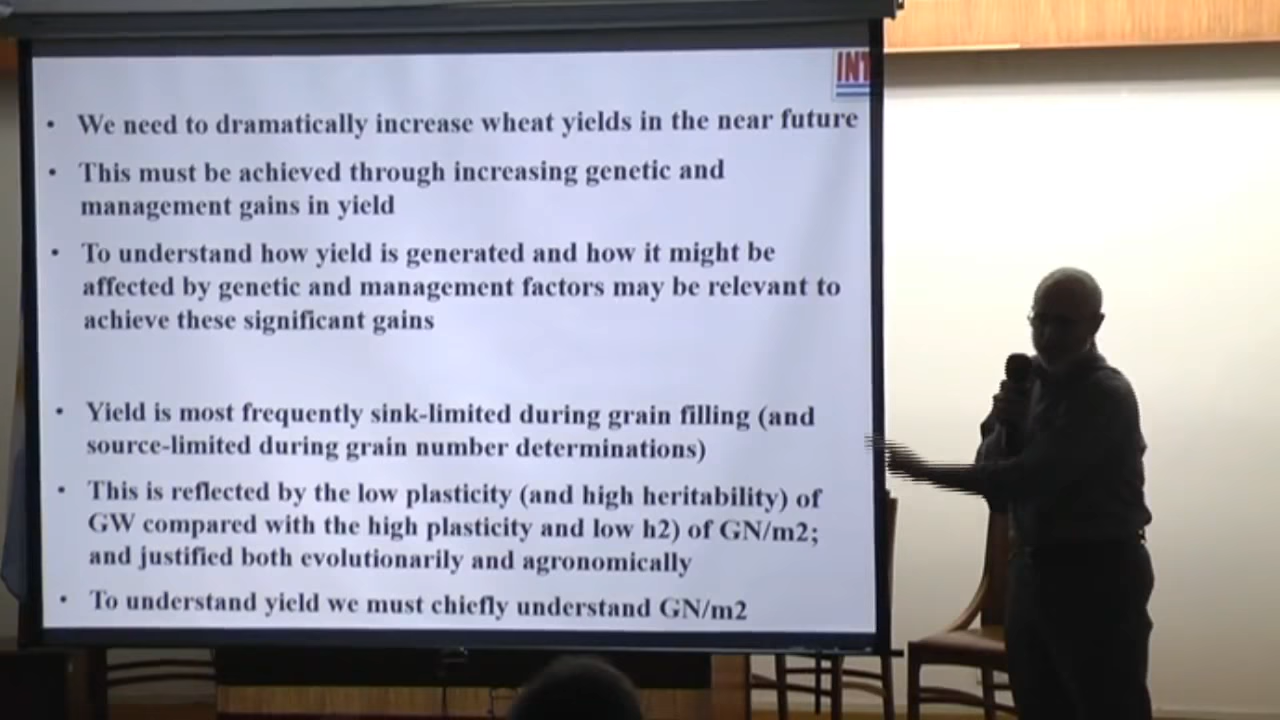 INT
• We need to dramatically increase wheat yields in the near future
• This must be achieved through increasing genetic and
management gains in yield
• To understand how yield is generated and how it might be
affected by genetic and management factors may be relevant to
achieve these significant gains
• Yield is most frequently sink-limited during grain filling (and
source-limited during grain number determinations)
• This is reflected by the low plasticity (and high heritability) of
GW compared with the high plasticity and low h2) of GN/m2;
and justified both evolutionarily and agronomically
• To understand yield we must chiefly understand GN/m2